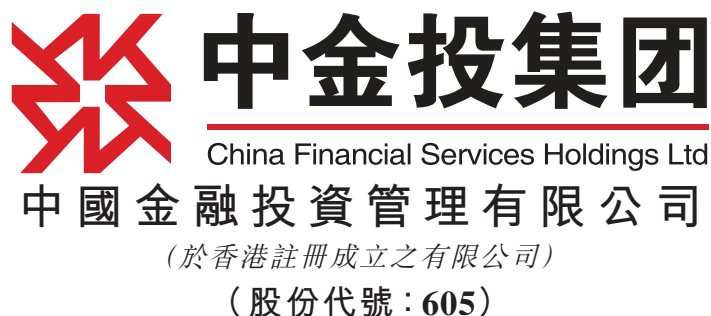 中金投集团
China Financial Services Holdings Ltd
中國金融投資管理有限公司
(於香港註冊成立之有限公司)
(股份代號：605)